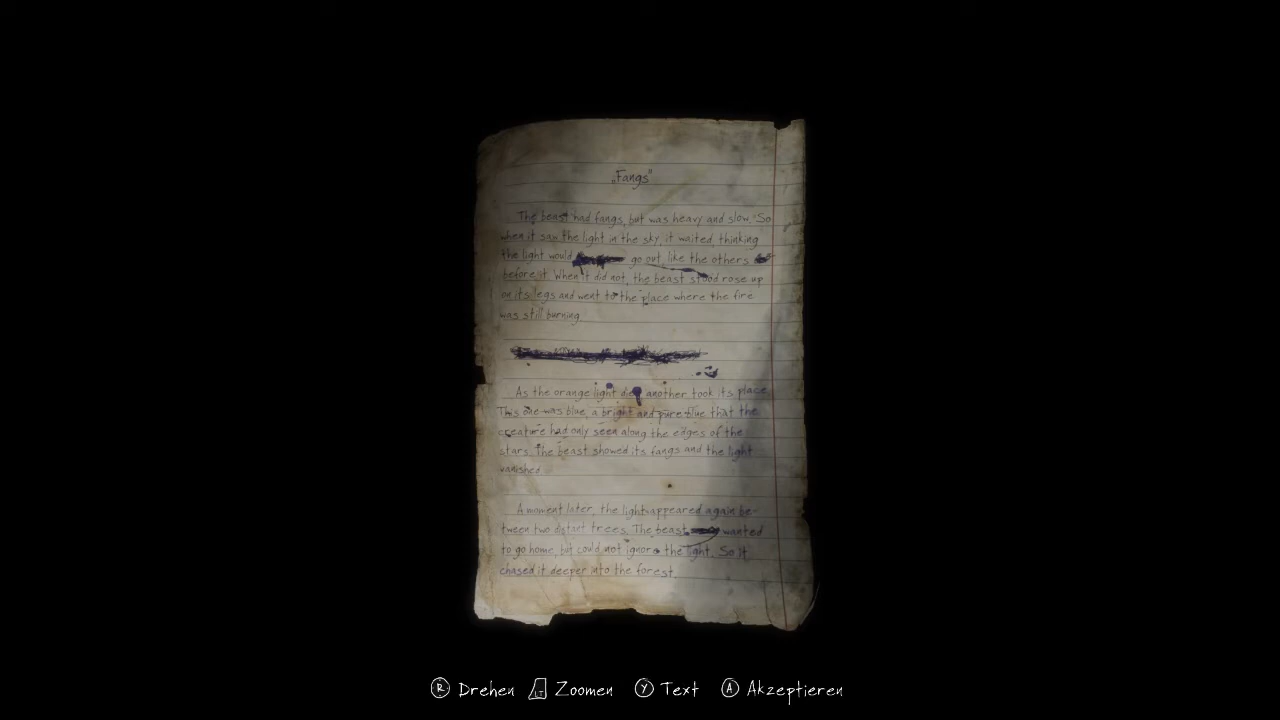 „Fangs"
The beast had fangs, but was heavy and slow. So
when it saw the light in the sky, it waited, thinking
the light would go out, like the others
before it. When it did not, the beast stood rose up
on its legs and went to the place where the fire
was still burning.
As the orange light died another took its place.
This one was blue, a bright and pure blue that the
creature had only seen along the edges of the
stars. The beast showed its fangs and the light
vanished.
A moment later, the light appeared again be-
tween two distant trees. The beast wanted
to go home, but could not ignore the light. So it
chased it deeper into the forest.
R Drehen LT Zoomen Y Text A Akzeptieren